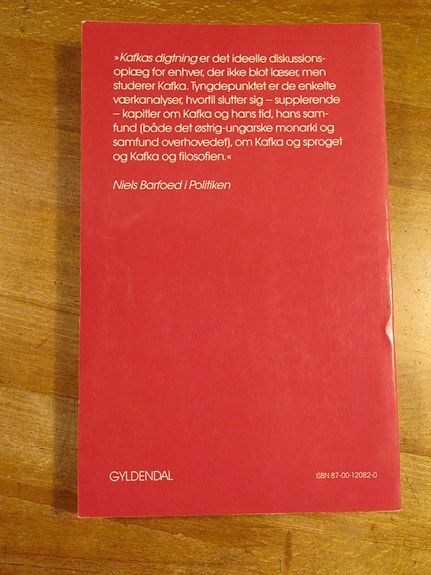 »Kafkas digtning er det ideelle diskussions-
oplæg for enhver, der ikke blot læser, men
studerer Kafka. Tyngdepunktet er de enkelte
værkanalyser, hvortil slutter sig – supplerende
– kapitler om Kafka og hans tid, hans sam-
fund (både det østrig-ungarske monarki og
samfund overhovedet), om Kafka og sproget
og Kafka og filosofien.«
Niels Barfoed i Politiken
GYLDENDAL
ISBN 87-00-12082-0